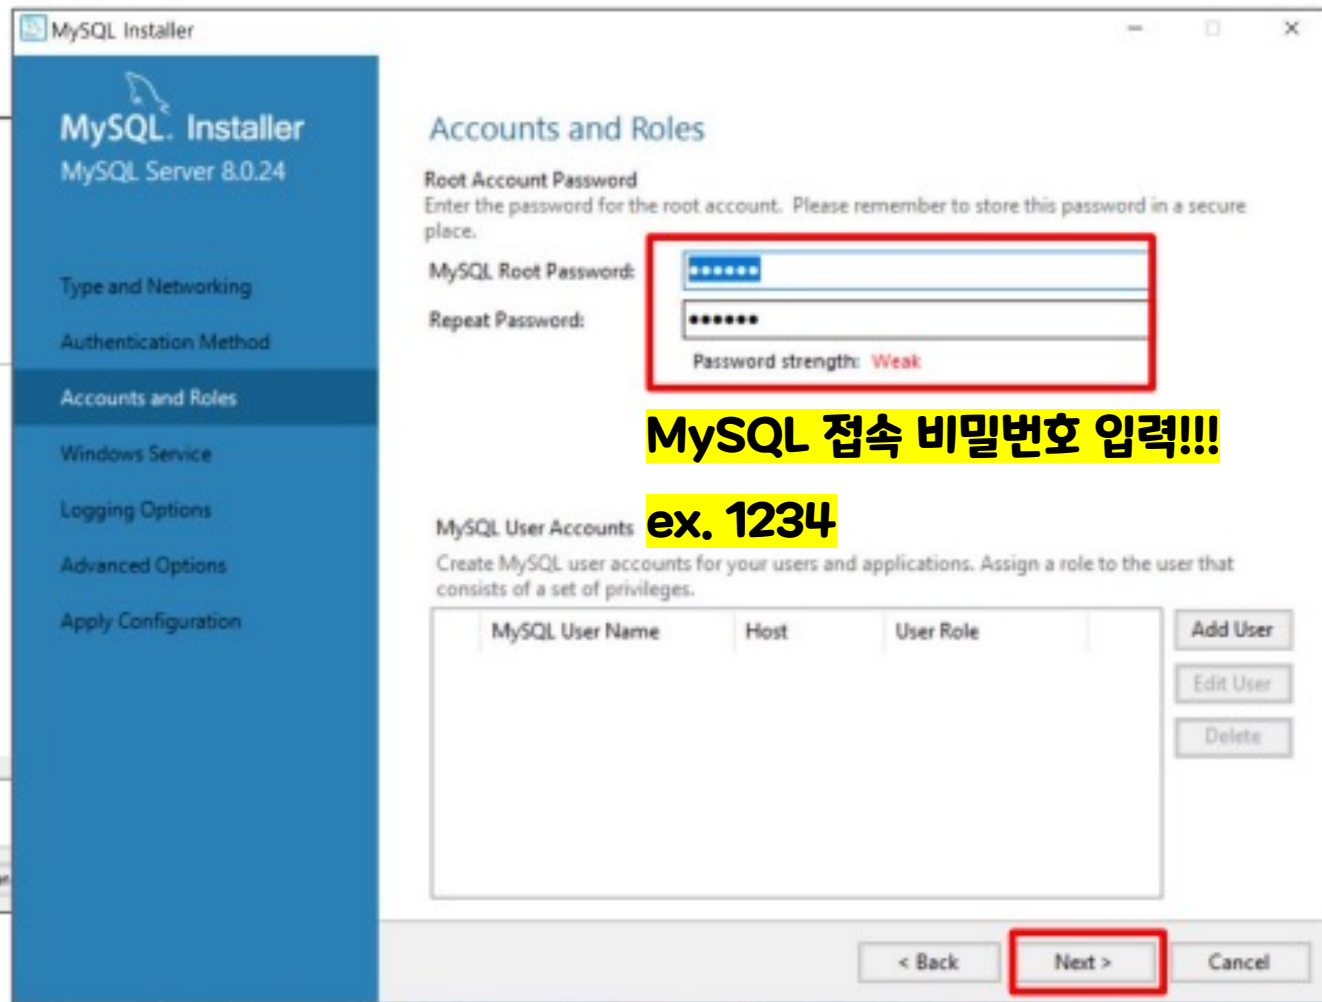 MySQL Installer
MySQL. Installer
MySQL Server 8.0.24
Type and Networking
Authentication Method
Accounts and Roles
Windows Service
Logging Options
Advanced Options
Apply Configuration
Accounts and Roles
Root Account Password
Enter the password for the root account. Please remember to store this password in a secure
place.
MySQL Root Password: ●●●●●●
Repeat Password: ●●●●●●
Password strength: Weak
MySQL 접속 비밀번호 입력!!!
ex. 1234
MySQL User Accounts
Create MySQL user accounts for your users and applications. Assign a role to the user that
consists of a set of privileges.
MySQL User Name Host User Role
Add User
Edit User
Delete
< Back Next > Cancel